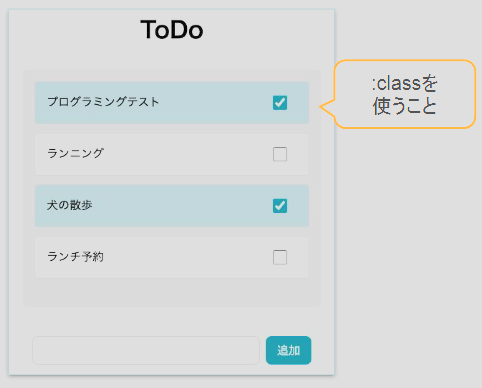 ToDo
プログラミングテスト
:classを
使うこと
ランニング
犬の散歩
ランチ予約
追加